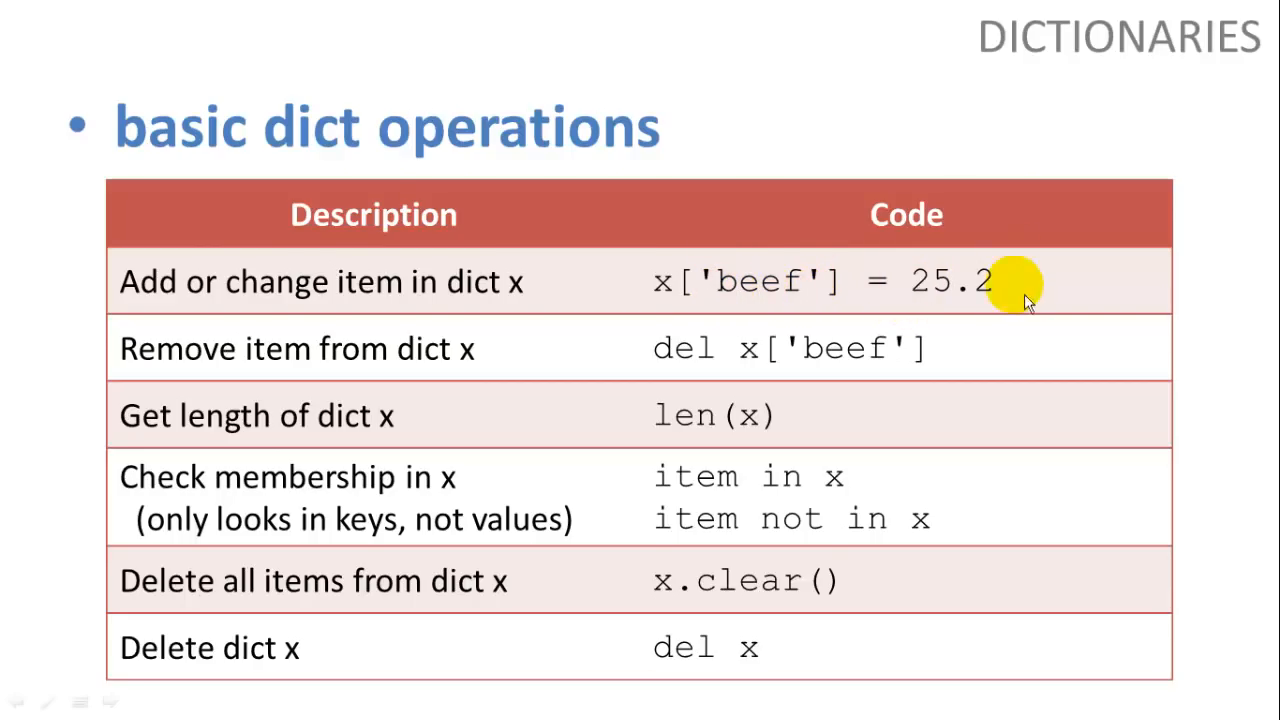 DICTIONARIES
• basic dict operations
Description Code
Add or change item in dict x x['beef'] = 25.2
Remove item from dict x del x['beef']
Get length of dict x len(x)
Check membership in x item in x
(only looks in keys, not values) item not in x
Delete all items from dict x x.clear()
Delete dict x del x